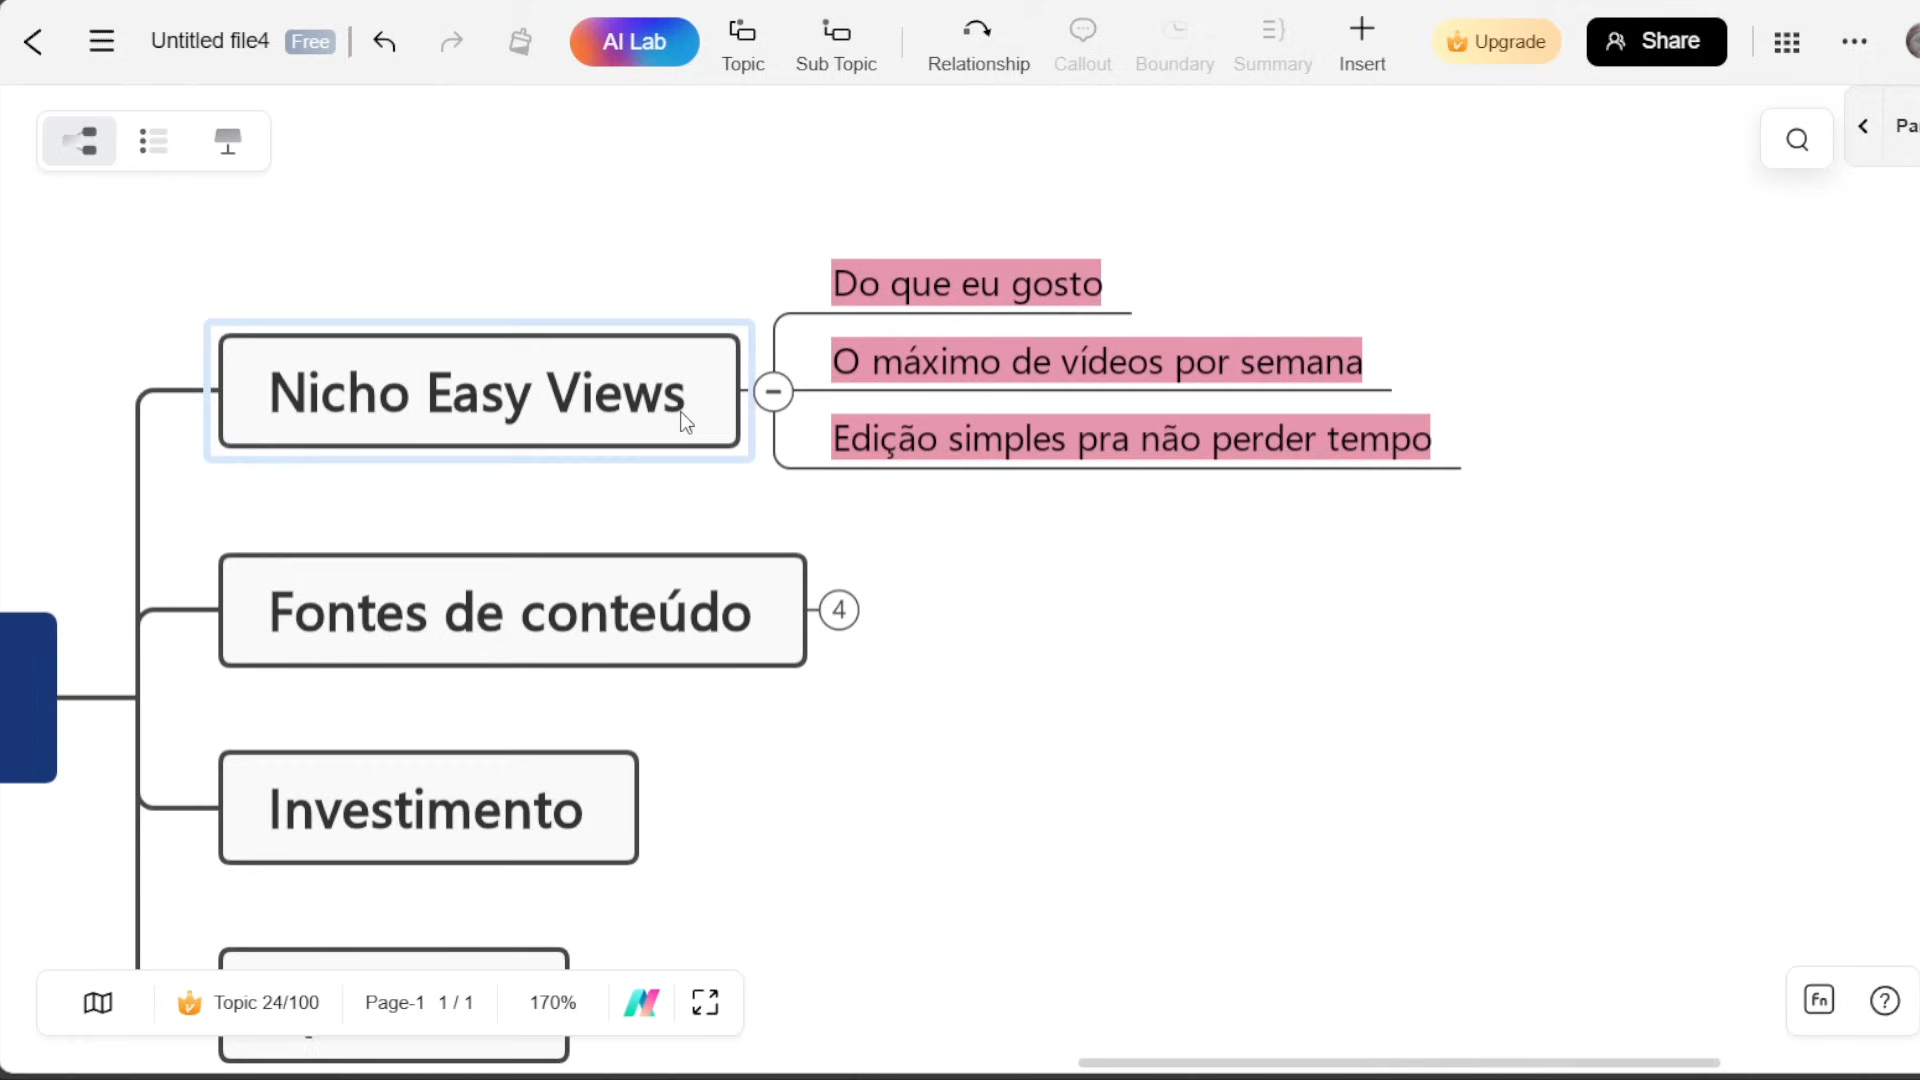 Untitled file4 Free AI Lab Topic Sub Topic Relationship Callout Boundary Summary Insert Upgrade Share
Do que eu gosto
Nicho Easy Views
O máximo de vídeos por semana
Edição simples pra não perder tempo
Fontes de conteúdo 4
Investimento
Topic 24/100 Page-1 1 / 1 170%
Fn